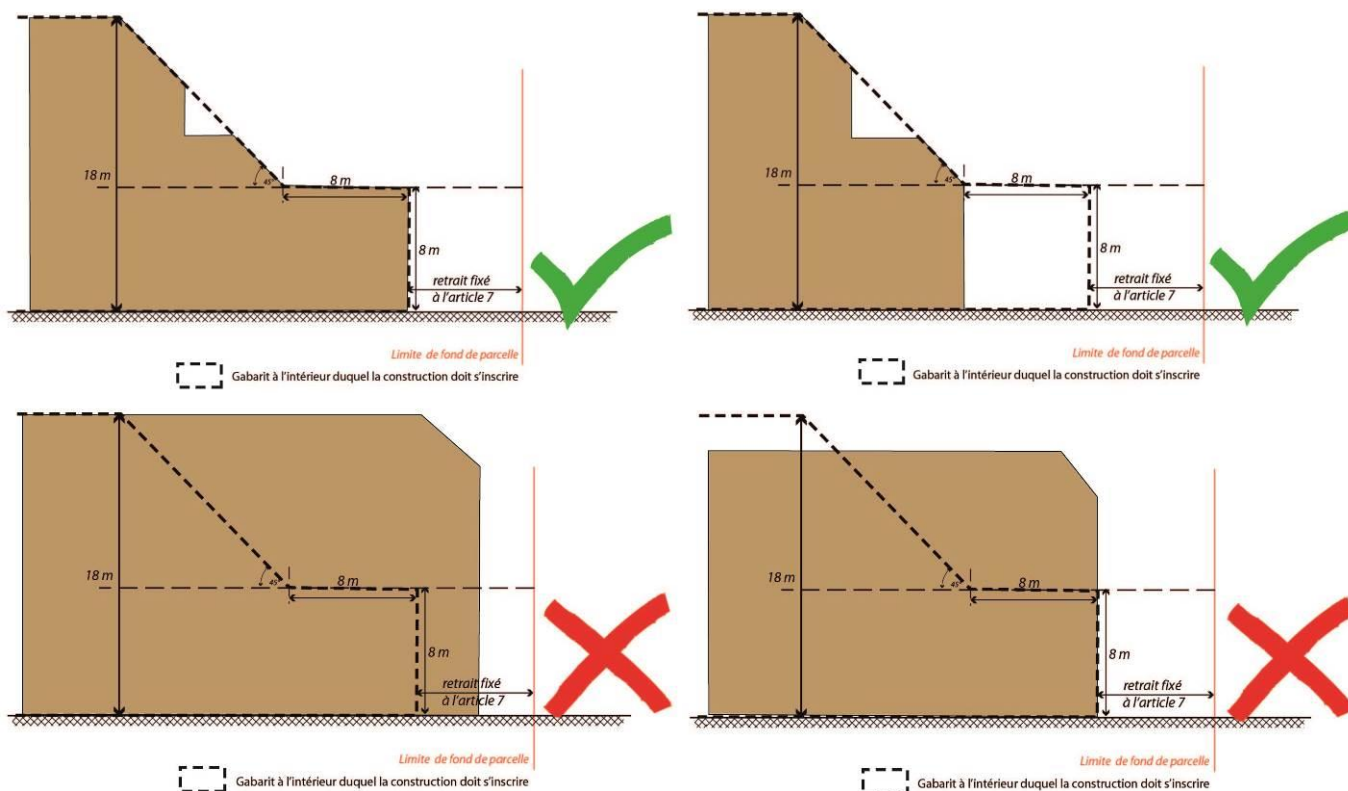 18 m
45°
8 m
8 m
retrait fixé
à l'article 7
Limite de fond de parcelle
Gabarit à l'intérieur duquel la construction doit s'inscrire
18 m
45°
8 m
8 m
retrait fixé
à l'article 7
Limite de fond de parcelle
Gabarit à l'intérieur duquel la construction doit s'inscrire
18 m
45°
8 m
8 m
retrait fixé
à l'article 7
Limite de fond de parcelle
Gabarit à l'intérieur duquel la construction doit s'inscrire
18 m
45°
8 m
8 m
retrait fixé
à l'article 7
Limite de fond de parcelle
Gabarit à l'intérieur duquel la construction doit s'inscrire